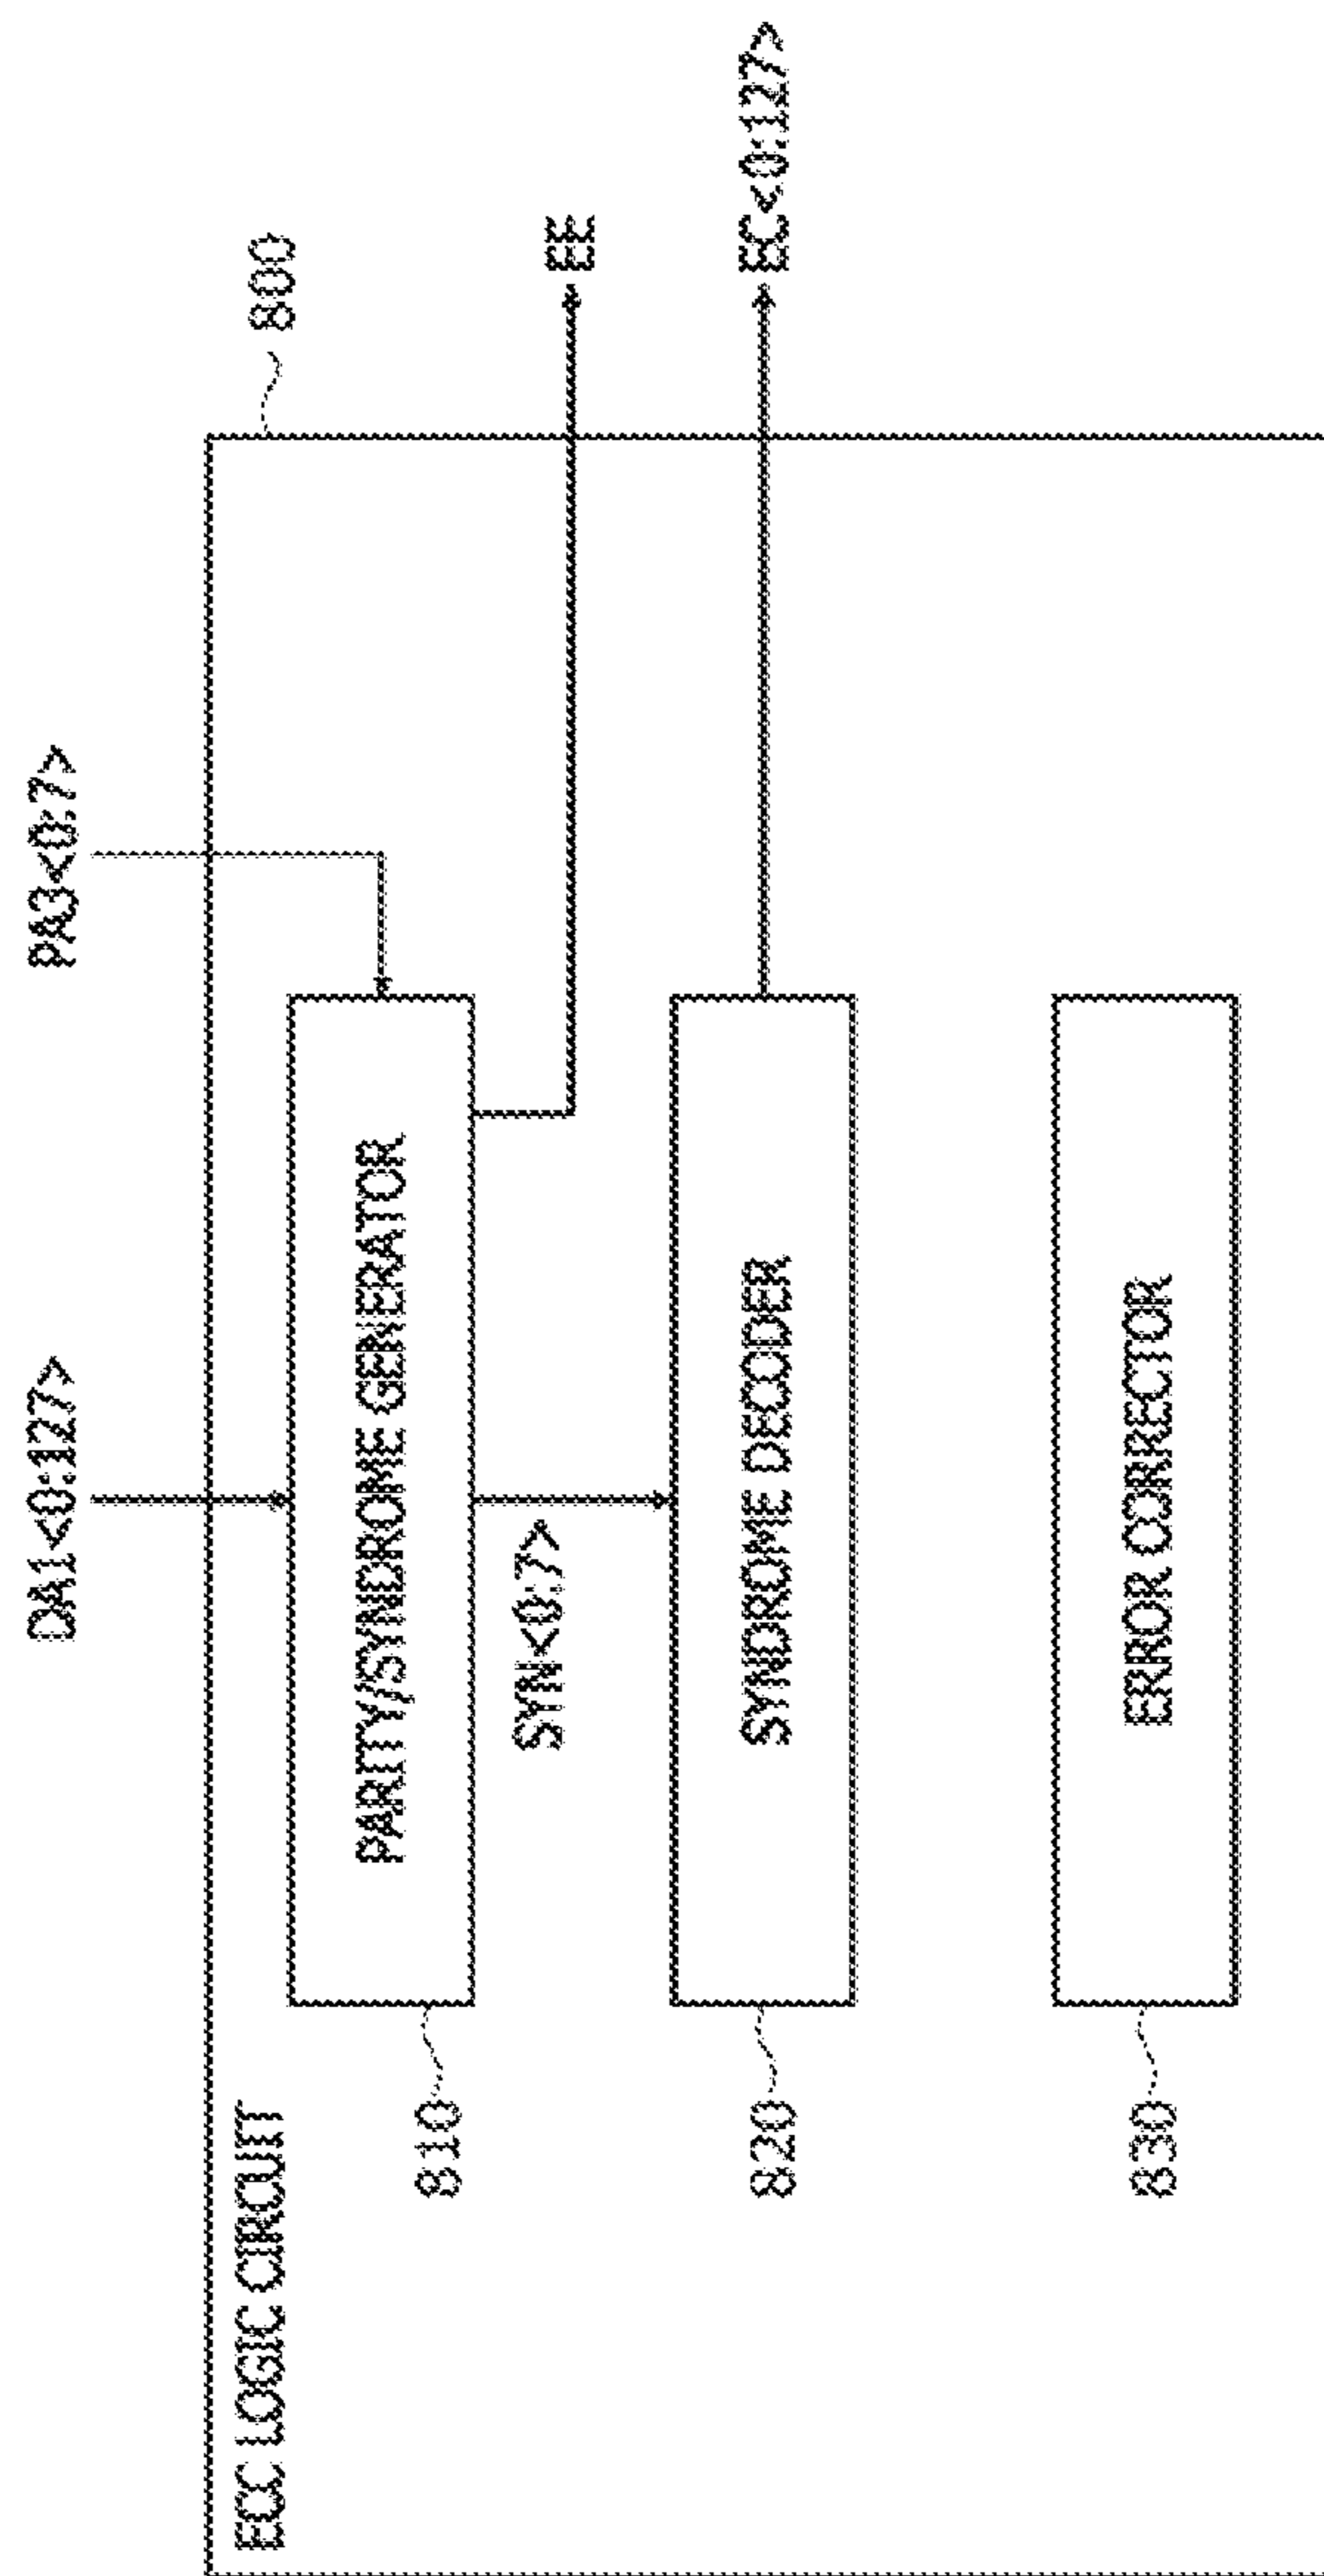 DA1<0:127>
PA3<0:7>
ECC LOGIC CIRCUIT
800
810
PARITY/SYNDROME GENERATOR
SYN<0:7>
EE
820
SYNDROME DECODER
EC<0:127>
830
ERROR CORRECTOR